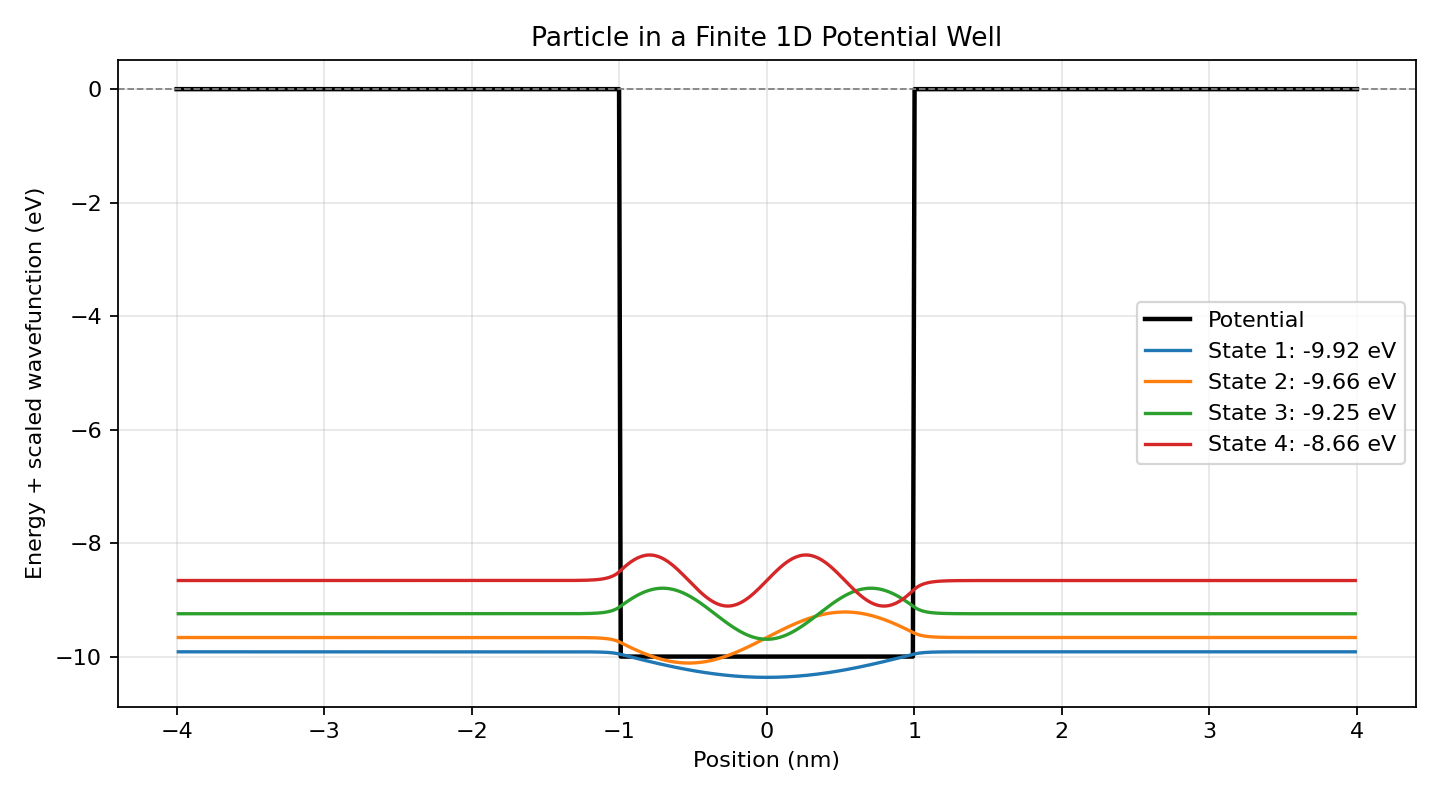 Particle in a Finite 1D Potential Well
Energy + scaled wavefunction (eV)
0
−2
−4
−6
−8
−10
Potential
State 1: -9.92 eV
State 2: -9.66 eV
State 3: -9.25 eV
State 4: -8.66 eV
−4 −3 −2 −1 0 1 2 3 4
Position (nm)